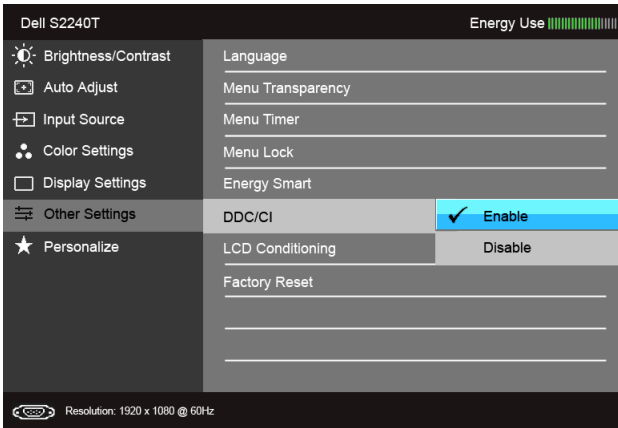 Dell S2240T
Energy Use
Brightness/Contrast
Auto Adjust
Input Source
Color Settings
Display Settings
Other Settings
Personalize
Language
Menu Transparency
Menu Timer
Menu Lock
Energy Smart
DDC/CI
Enable
Disable
LCD Conditioning
Factory Reset
Resolution: 1920 x 1080 @ 60Hz